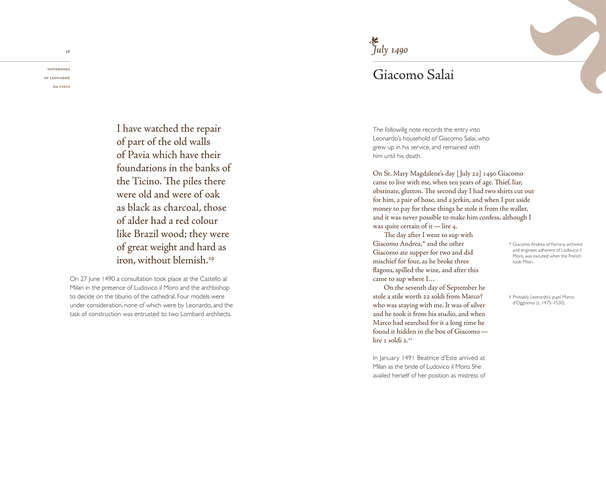 56
NOTEBOOKS
OF LEONARDO
DA VINCI
I have watched the repair
of part of the old walls
of Pavia which have their
foundations in the banks of
the Ticino. The piles there
were old and were of oak
as black as charcoal, those
of alder had a red colour
like Brazil wood; they were
of great weight and hard as
iron, without blemish.
On 27 June 1490 a consultation took place at the Castello al
Milan in the presence of Ludovico il Moro and the archbishop
to decide on the tiburio of the cathedral. Four models were
under consideration, none of which were by Leonardo, and the
task of construction was entrusted to two Lombard architects.
July 1490
Giacomo Salai
The following note records the entry into
Leonardo's household of Giacomo Salai, who
grew up in his service, and remained with
him until his death.
On St. Mary Magdalene's day [ July 22] 1490 Giacomo
came to live with me, when ten years of age. Thief, liar,
obstinate, glutton. The second day I had two shirts cut out
for him, a pair of hose, and a jerkin, and when I put aside
money to pay for these things he stole it from the wallet,
and it was never possible to make him confess, although I
was quite certain of it — lire 4.
The day after I went to sup with
Giacomo Andrea,* and the other
Giacomo ate supper for two and did
mischief for four, as he broke three
flagons, spilled the wine, and after this
came to sup where I…
On the seventh day of September he
stole a stile worth 22 soldi from Marco†
who was staying with me. It was of silver
and he took it from his studio, and when
Marco had searched for it a long time he
found it hidden in the box of Giacomo —
lire 1 soldi 2.
In January 1491 Beatrice d'Este arrived at
Milan as the bride of Ludovico il Moro. She
availed herself of her position as mistress of
* Giacomo Andrea of Ferrara, architect
and engineer, adherent of Ludovico il
Moro, was executed when the French
took Milan.
† Probably Leonardo's pupil Marco
d'Oggionno (c. 1475–1530).